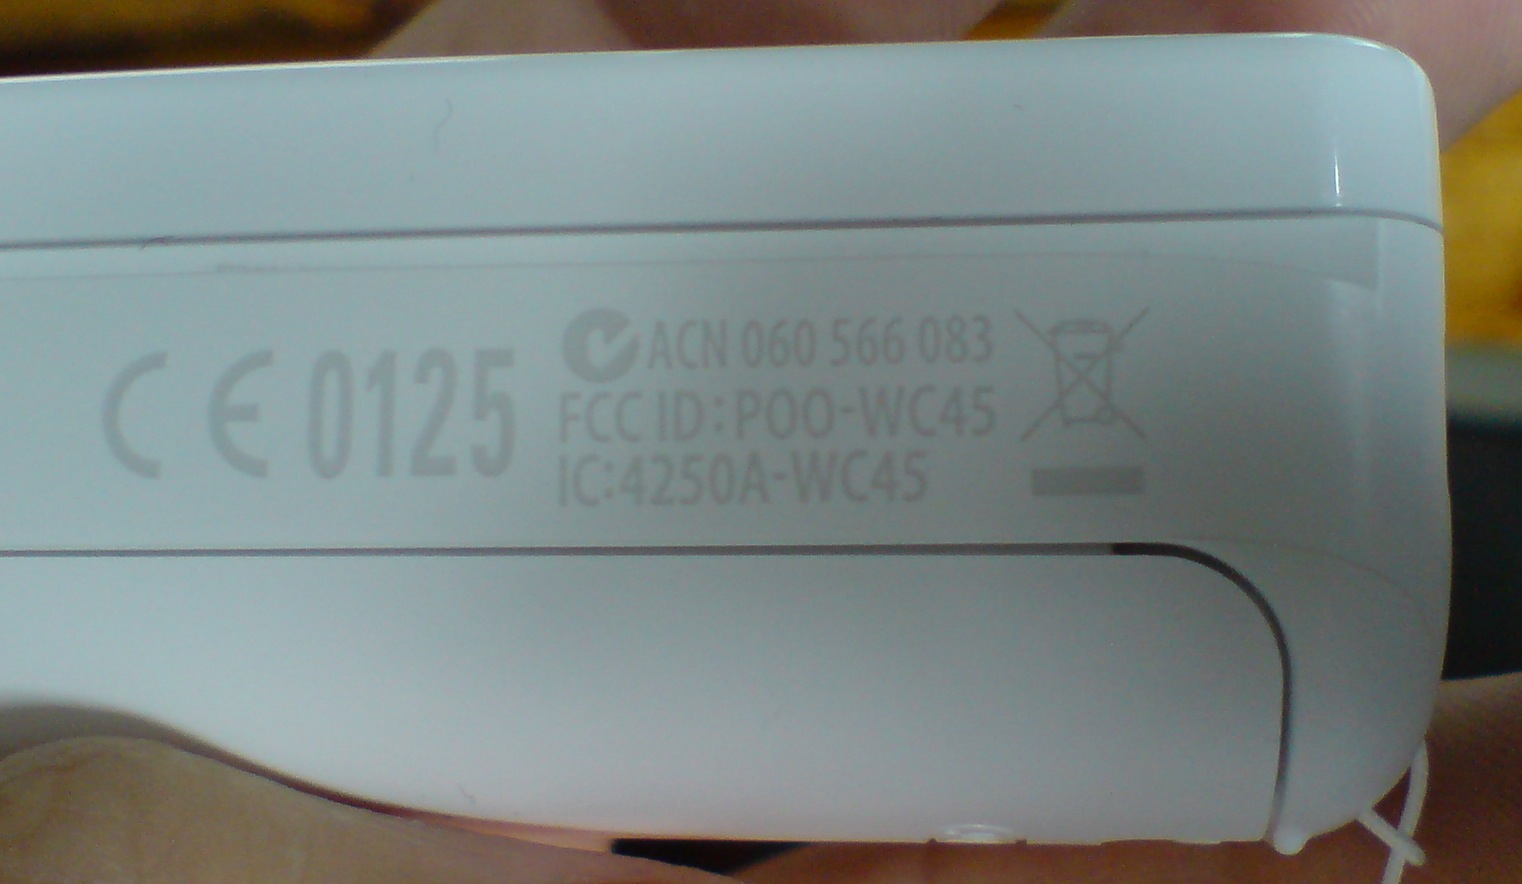 CE 0125
ACN 060 566 083
FCC ID: POO-WC45
IC:4250A-WC45